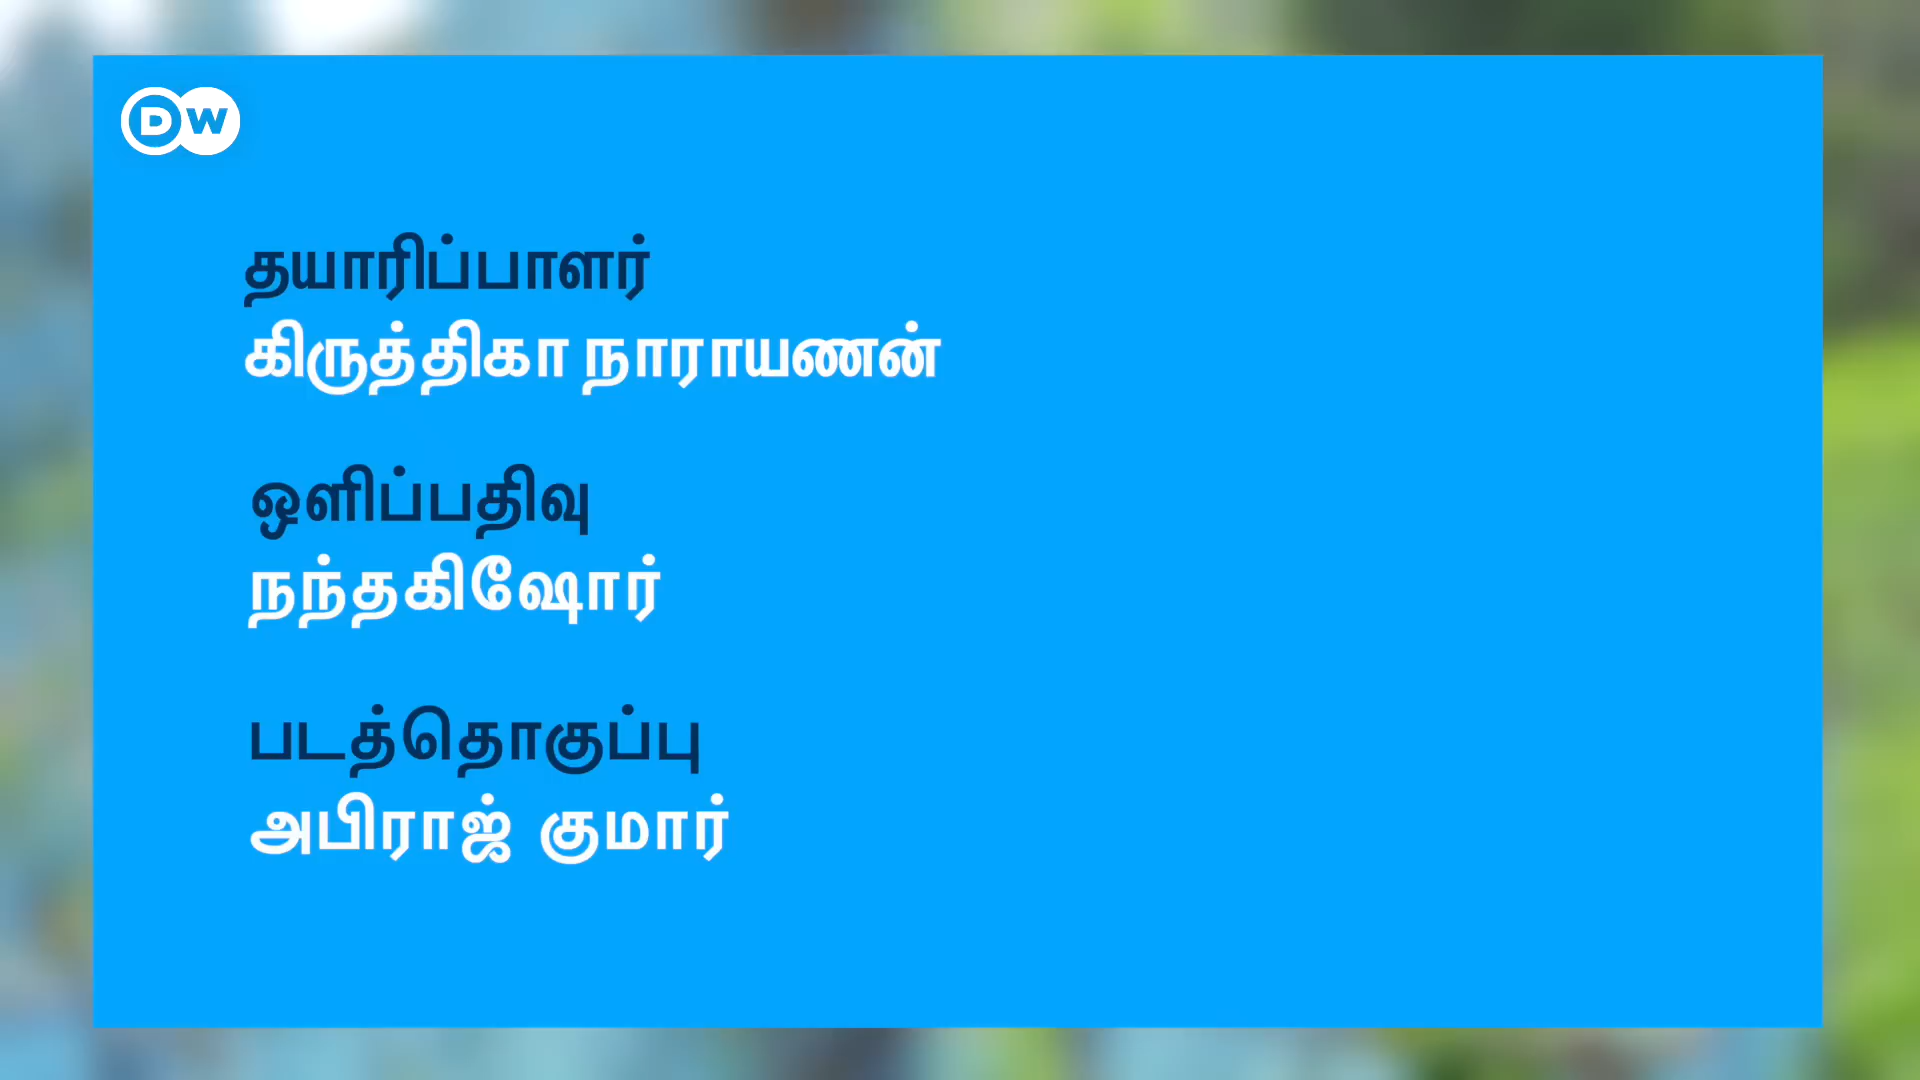 DW
தயாரிப்பாளர்
கிருத்திகா நாராயணன்
ஒளிப்பதிவு
நந்தகிஷோர்
படத்தொகுப்பு
அபிராஜ் குமார்